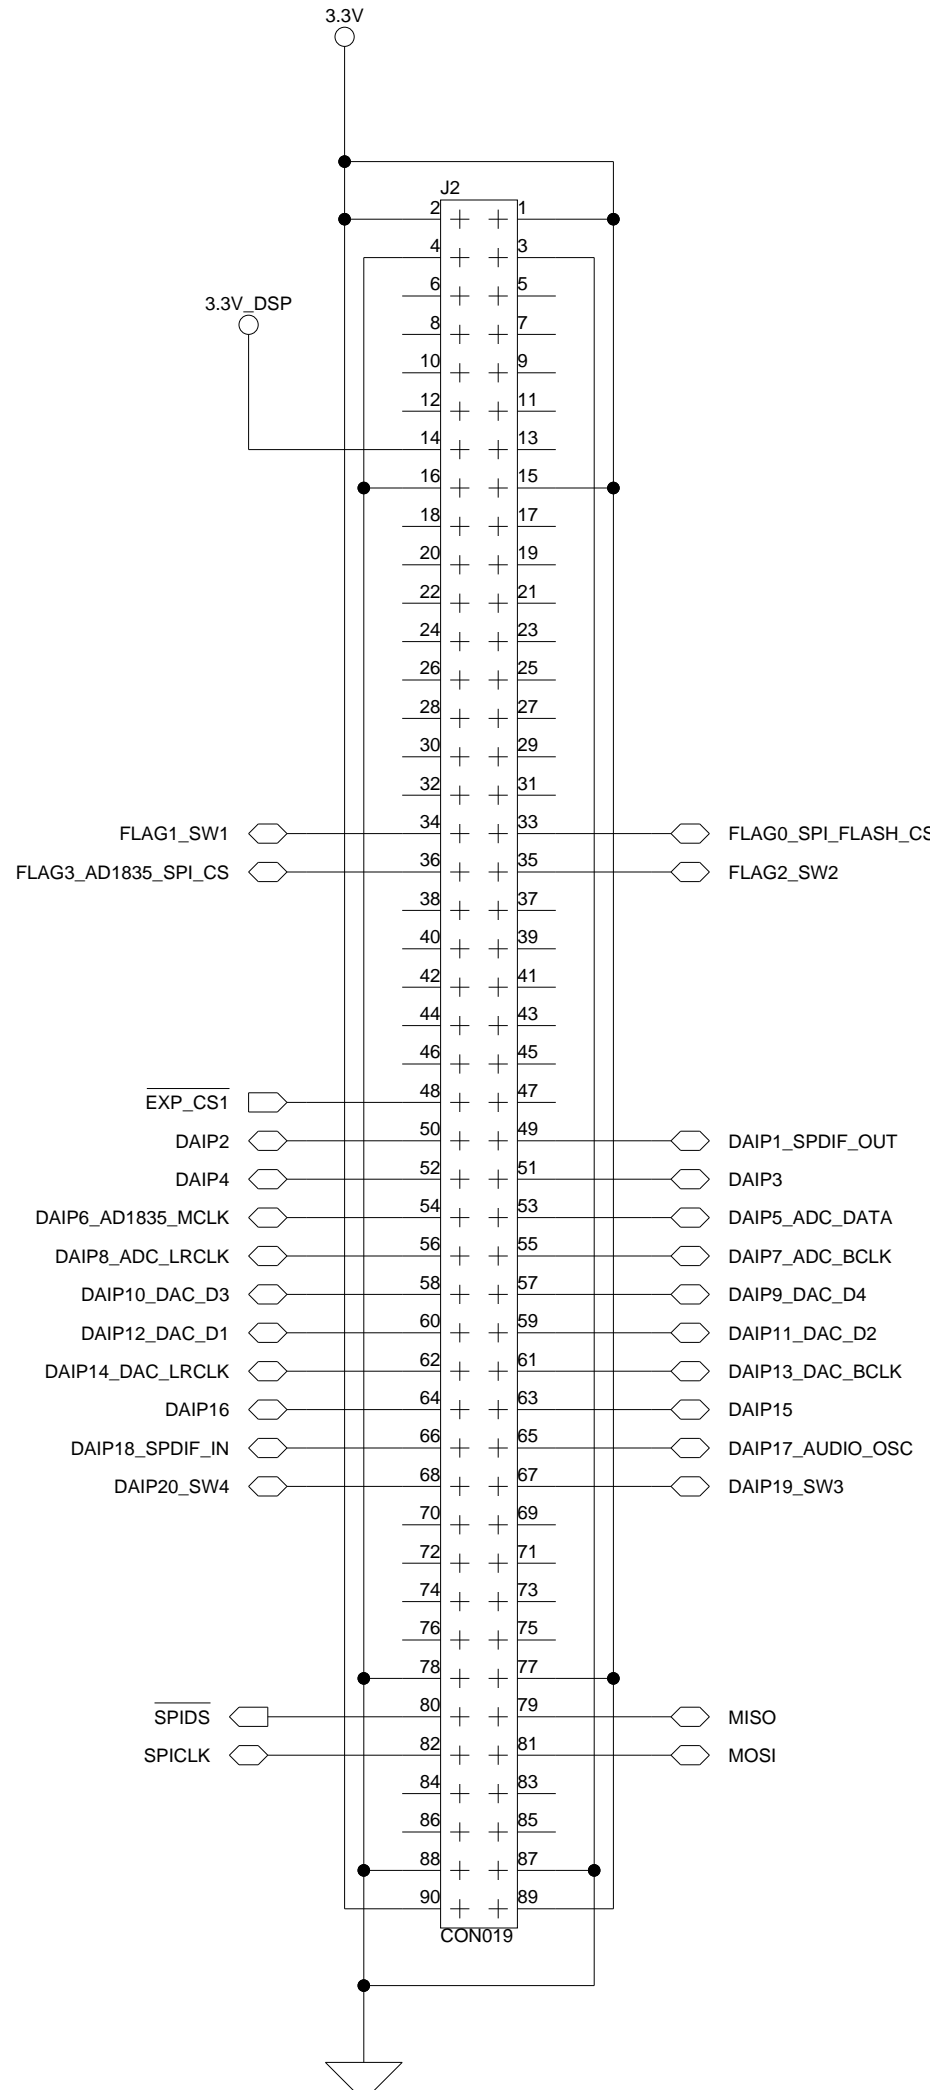 3.3V
J2
2 1
4 3
6 5
3.3V_DSP
8 7
10 9
12 11
14 13
16 15
18 17
20 19
22 21
24 23
26 25
28 27
30 29
32 31
FLAG1_SW1 34 33 FLAG0_SPI_FLASH_CS
FLAG3_AD1835_SPI_CS 36 35 FLAG2_SW2
38 37
40 39
42 41
44 43
46 45
EXP_CS1 48 47
DAIP2 50 49 DAIP1_SPDIF_OUT
DAIP4 52 51 DAIP3
DAIP6_AD1835_MCLK 54 53 DAIP5_ADC_DATA
DAIP8_ADC_LRCLK 56 55 DAIP7_ADC_BCLK
DAIP10_DAC_D3 58 57 DAIP9_DAC_D4
DAIP12_DAC_D1 60 59 DAIP11_DAC_D2
DAIP14_DAC_LRCLK 62 61 DAIP13_DAC_BCLK
DAIP16 64 63 DAIP15
DAIP18_SPDIF_IN 66 65 DAIP17_AUDIO_OSC
DAIP20_SW4 68 67 DAIP19_SW3
70 69
72 71
74 73
76 75
78 77
SPIDS 80 79 MISO
SPICLK 82 81 MOSI
84 83
86 85
88 87
90 89
CON019